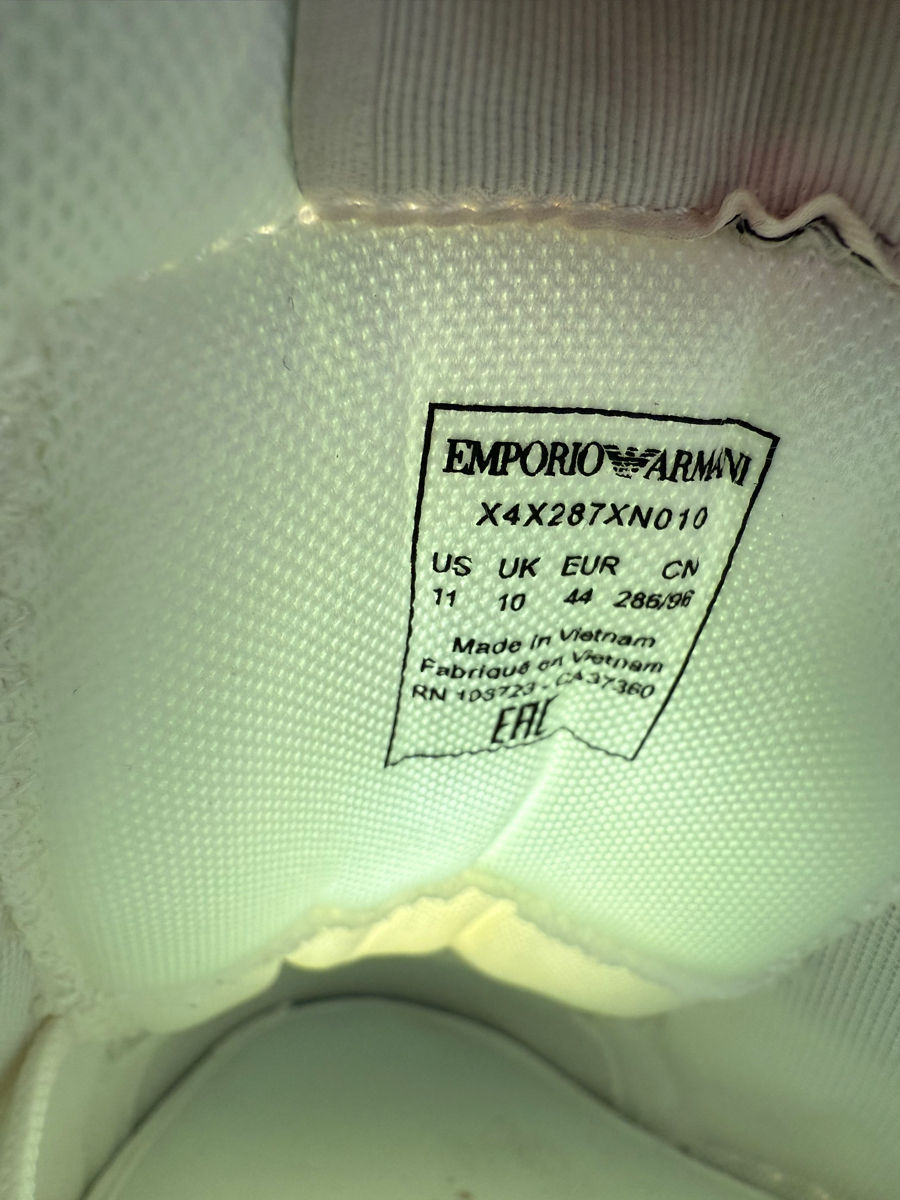 EMPORIO ARMANI
X4X287XN010
US UK EUR CN
11 10 44 286/96
Made in Vietnam
Fabriqué en Vietnam
RN 103723 - CA37360
EAC